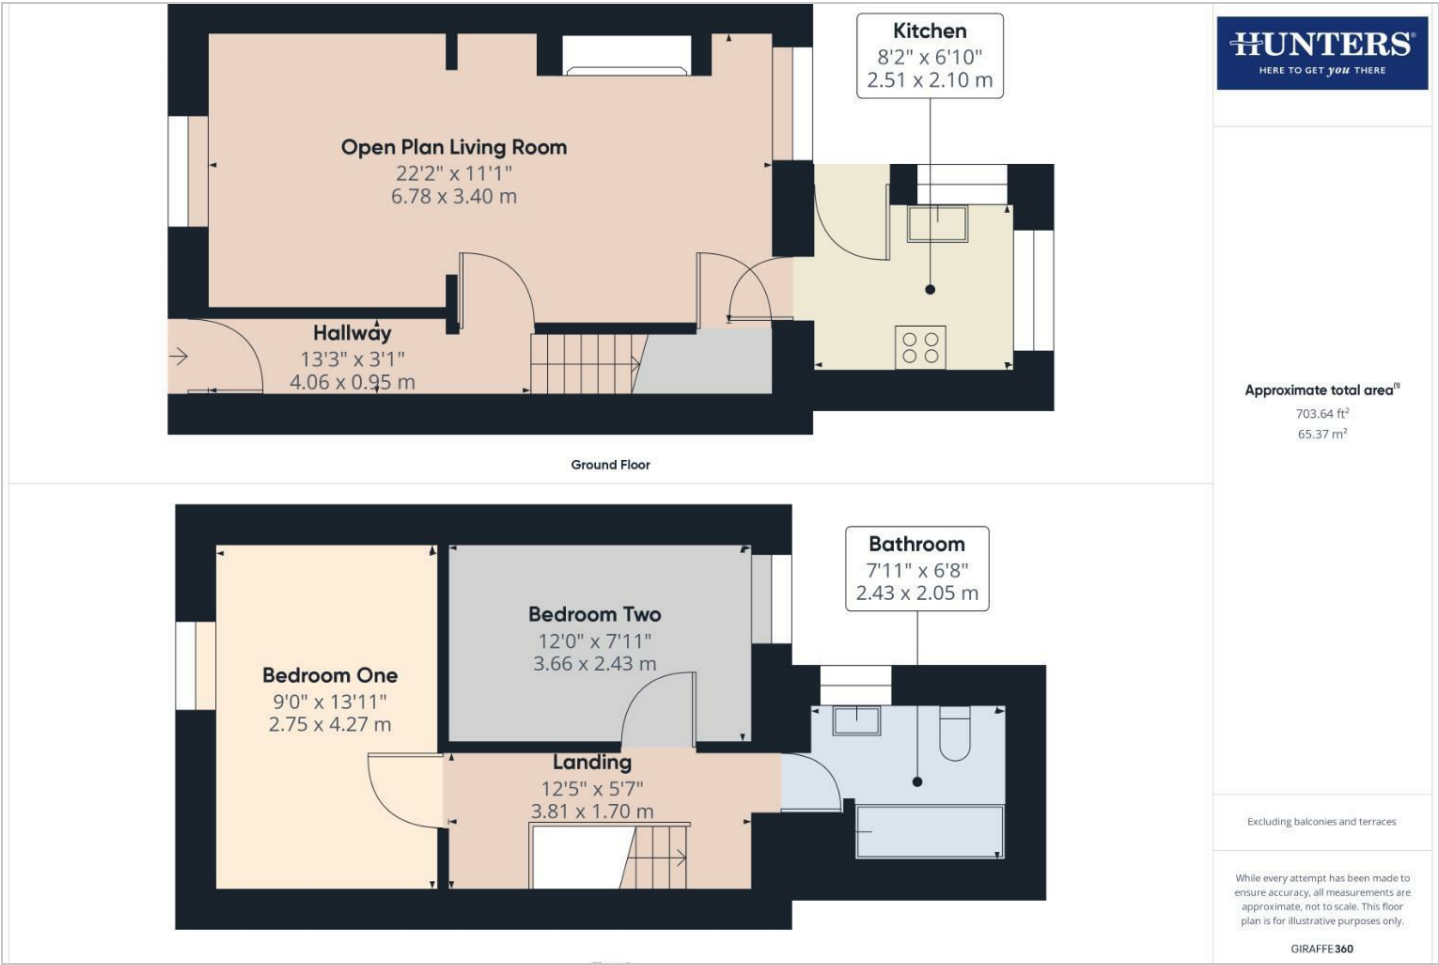 Kitchen
8'2" x 6'10"
2.51 x 2.10 m
Open Plan Living Room
22'2" x 11'1"
6.78 x 3.40 m
Hallway
13'3" x 3'1"
4.06 x 0.95 m
Ground Floor
Bathroom
7'11" x 6'8"
2.43 x 2.05 m
Bedroom Two
12'0" x 7'11"
3.66 x 2.43 m
Bedroom One
9'0" x 13'11"
2.75 x 4.27 m
Landing
12'5" x 5'7"
3.81 x 1.70 m
HUNTERS®
HERE TO GET you THERE
Approximate total area(1)
703.64 ft²
65.37 m²
Excluding balconies and terraces
While every attempt has been made to
ensure accuracy, all measurements are
approximate, not to scale. This floor
plan is for illustrative purposes only.
GIRAFFE360